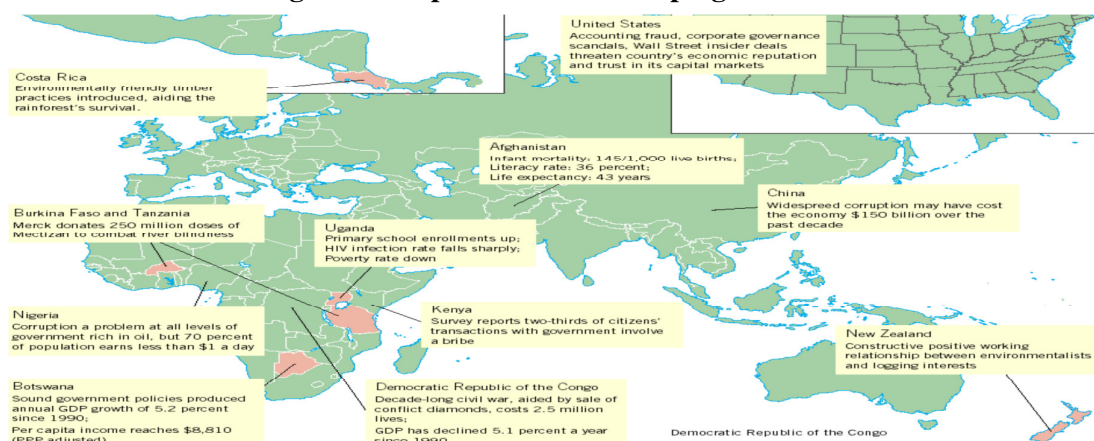 United States
Accounting fraud, corporate governance
scandals, Wall Street insider deals
threaten country's economic reputation
and trust in its capital markets
Costa Rica
Environmentally friendly timber
practices introduced, aiding the
rainforest's survival.
Afghanistan
Infant mortality: 145/1,000 live births;
Literacy rate: 36 percent;
Life expectancy: 43 years
China
Widespreed corruption may have cost
the economy $150 billion over the
past decade
Burkina Faso and Tanzania
Merck donates 250 million doses of
Mectizan to combat river blindness
Uganda
Primary school enrollments up;
HIV infection rate falls sharply;
Poverty rate down
Nigeria
Corruption a problem at all levels of
government rich in oil, but 70 percent
of population earns less than $1 a day
Kenya
Survey reports two-thirds of citizens'
transactions with government involve
a bribe
New Zealand
Constructive positive working
relationship between environmentalists
and logging interests
Botswana
Sound government policies produced
annual GDP growth of 5.2 percent
since 1990;
Per capita income reaches $8,810
(PPP adjusted)
Democratic Republic of the Congo
Decade-long civil war, aided by sale of
conflict diamonds, costs 2.5 million
lives;
GDP has declined 5.1 percent a year
since 1990
Democratic Republic of the Congo